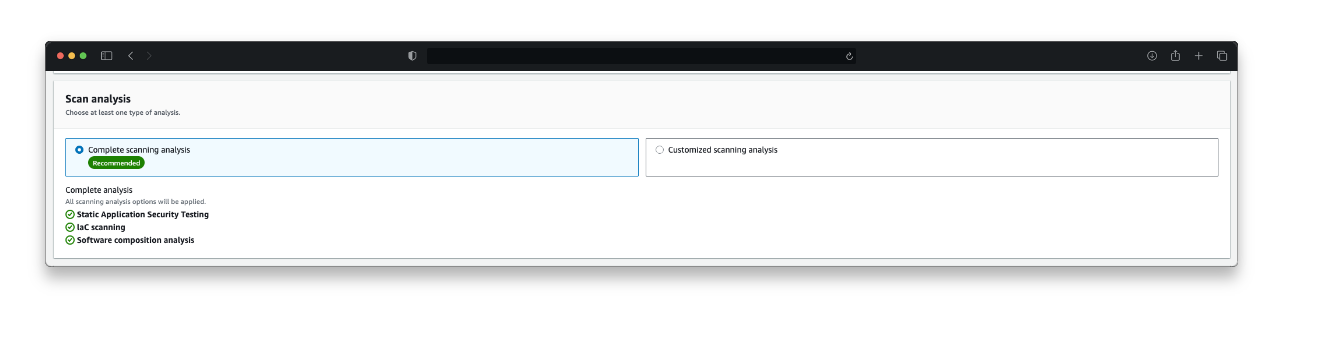 Scan analysis
Choose at least one type of analysis.
Complete scanning analysis
Recommended
Customized scanning analysis
Complete analysis
All scanning analysis options will be applied.
Static Application Security Testing
IaC scanning
Software composition analysis